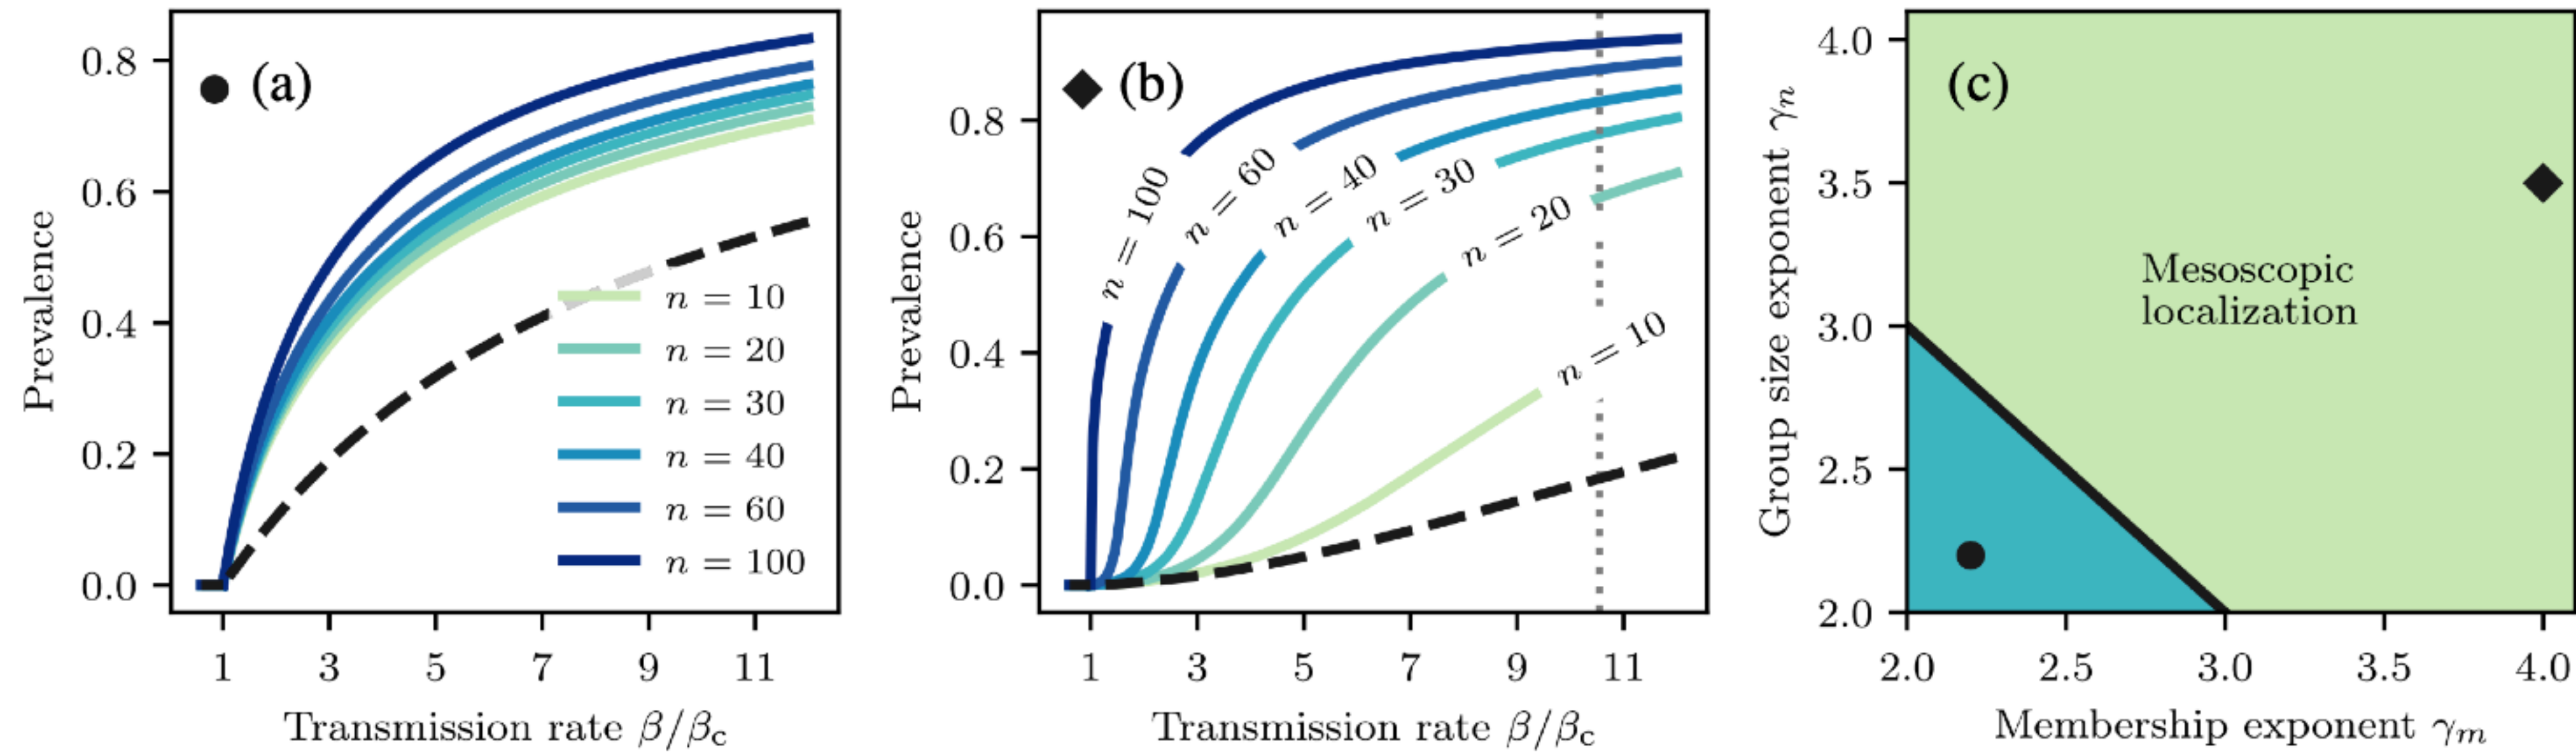 (a)
Prevalence
0.8
0.6
0.4
0.2
0.0
n = 10
n = 20
n = 30
n = 40
n = 60
n = 100
1 3 5 7 9 11
Transmission rate β/βc
(b)
Prevalence
0.8
0.6
0.4
0.2
0.0
n = 100
n = 60
n = 40
n = 30
n = 20
n = 10
1 3 5 7 9 11
Transmission rate β/βc
(c)
Group size exponent γn
4.0
3.5
3.0
2.5
2.0
Mesoscopic
localization
2.0 2.5 3.0 3.5 4.0
Membership exponent γm